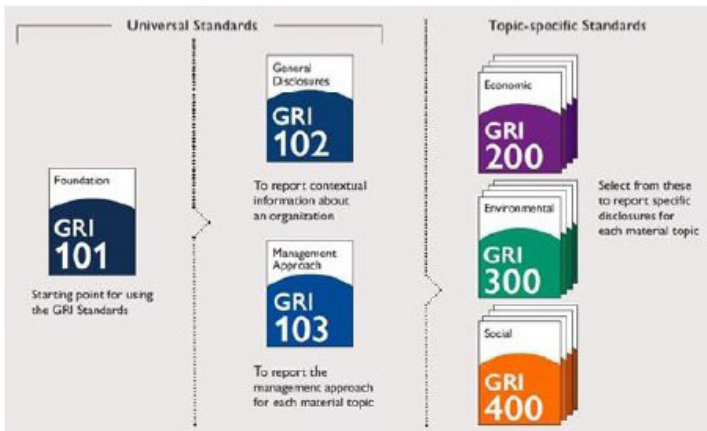 Universal Standards
Topic-specific Standards
Foundation
GRI
101
Starting point for using
the GRI Standards
General
Disclosures
GRI
102
To report contextual
information about
an organization
Management
Approach
GRI
103
To report the
management approach
for each material topic
Economic
GRI
200
Environmental
GRI
300
Social
GRI
400
Select from these
to report specific
disclosures for
each material topic